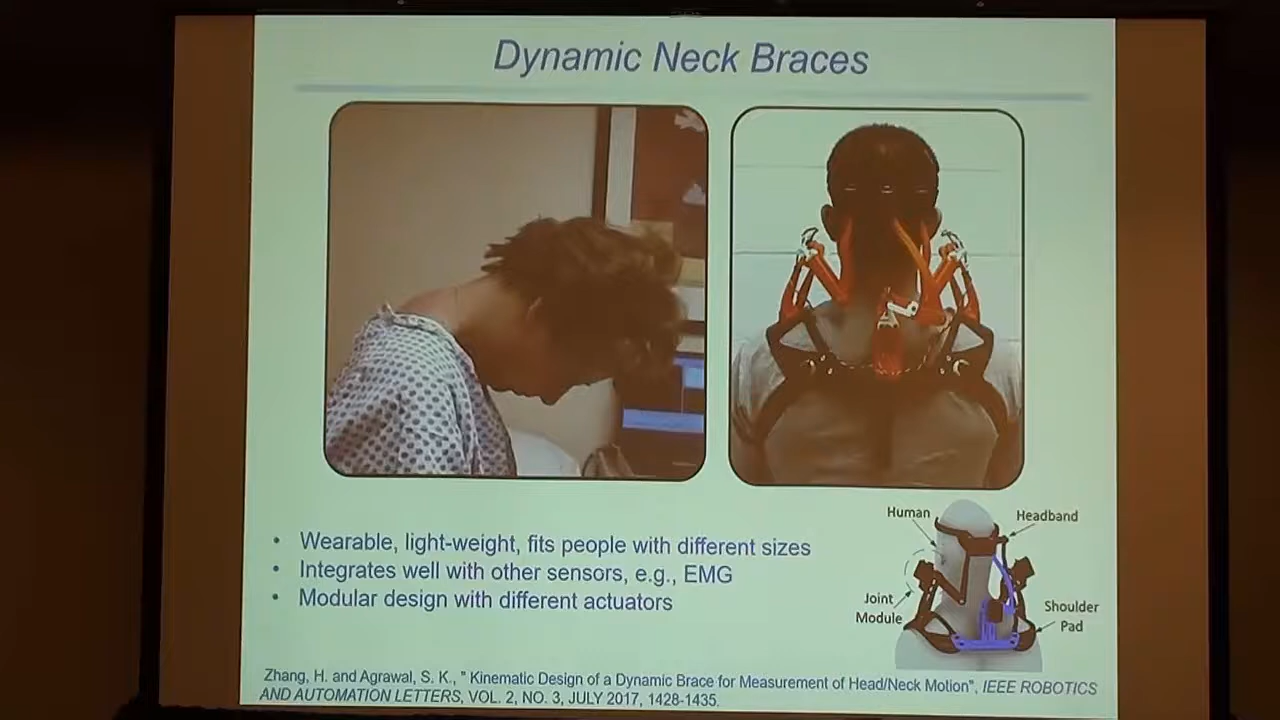 Dynamic Neck Braces
• Wearable, light-weight, fits people with different sizes
• Integrates well with other sensors, e.g., EMG
• Modular design with different actuators
Human
Headband
Joint
Module
Shoulder
Pad
Zhang, H. and Agrawal, S. K., " Kinematic Design of a Dynamic Brace for Measurement of Head/Neck Motion", IEEE ROBOTICS
AND AUTOMATION LETTERS, VOL. 2, NO. 3, JULY 2017, 1428-1435.